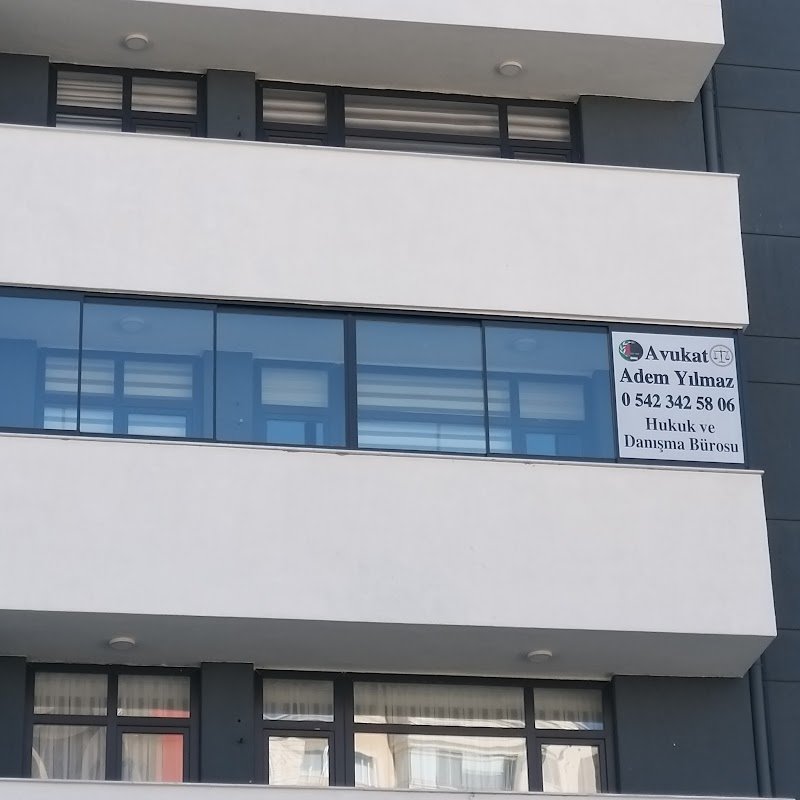 Avukat
Adem Yılmaz
0 542 342 58 06
Hukuk ve
Danışma Bürosu